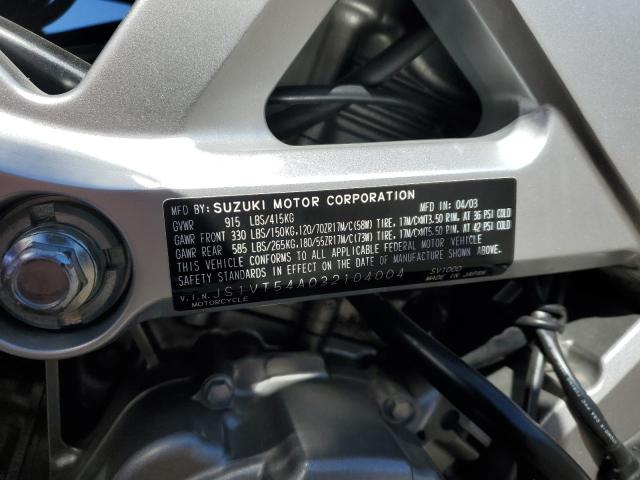 MFD BY: SUZUKI MOTOR CORPORATION MFD IN: 04/03
GVWR 915 LBS/415KG
GAWR FRONT 330 LBS/150KG,120/70ZR17M/C(58W) TIRE, 17M/CXMT3.50 RIM, AT 36 PSI COLD
GAWR REAR 585 LBS/265KG,180/55ZR17M/C(73W) TIRE, 17M/CXMT5.50 RIM, AT 42 PSI COLD
THIS VEHICLE CONFORMS TO ALL APPLICABLE FEDERAL MOTOR VEHICLE
SAFETY STANDARDS IN EFFECT ON THE DATE OF MANUFACTURE SHOWN ABOVE.
V.I.N. JS1VT54A032104004 SV1000
MOTORCYCLE MADE IN JAPAN